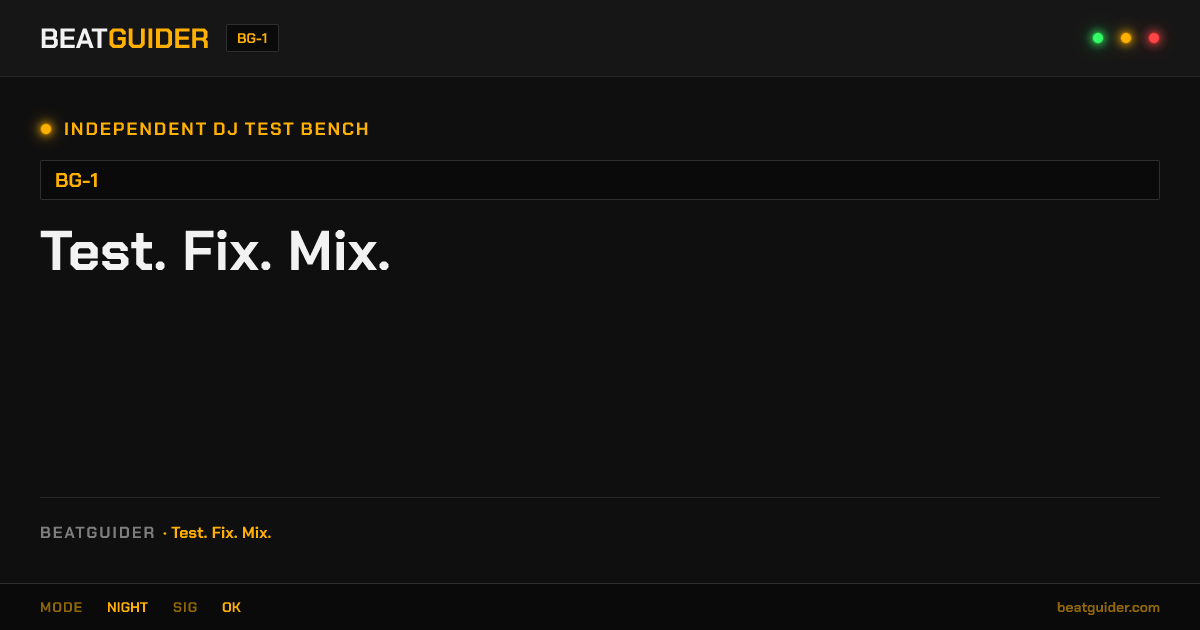 BEATGUIDER BG-1
INDEPENDENT DJ TEST BENCH
BG-1
Test. Fix. Mix.
BEATGUIDER · Test. Fix. Mix.
MODE NIGHT SIG OK beatguider.com